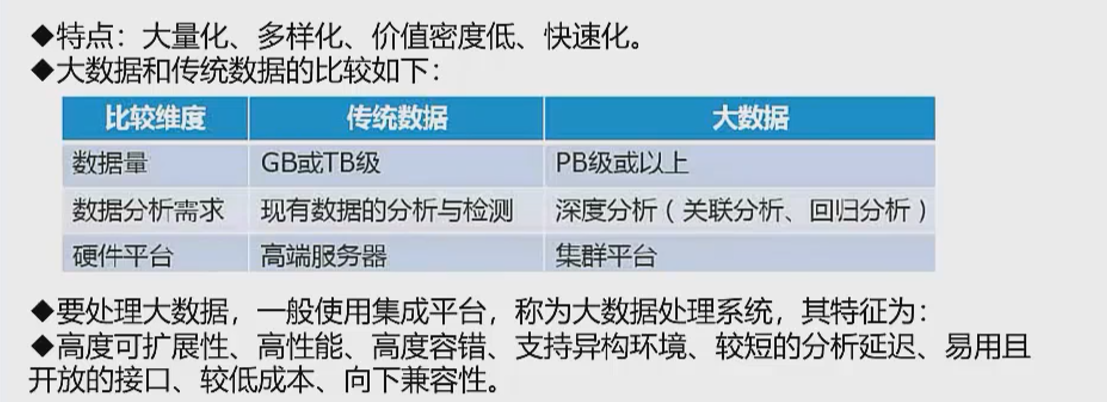 ◆特点：大量化、多样化、价值密度低、快速化。
◆大数据和传统数据的比较如下：
比较维度 传统数据 大数据
数据量 GB或TB级 PB级或以上
数据分析需求 现有数据的分析与检测 深度分析（关联分析、回归分析）
硬件平台 高端服务器 集群平台
◆要处理大数据，一般使用集成平台，称为大数据处理系统，其特征为：
◆高度可扩展性、高性能、高度容错、支持异构环境、较短的分析延迟、易用且
开放的接口、较低成本、向下兼容性。